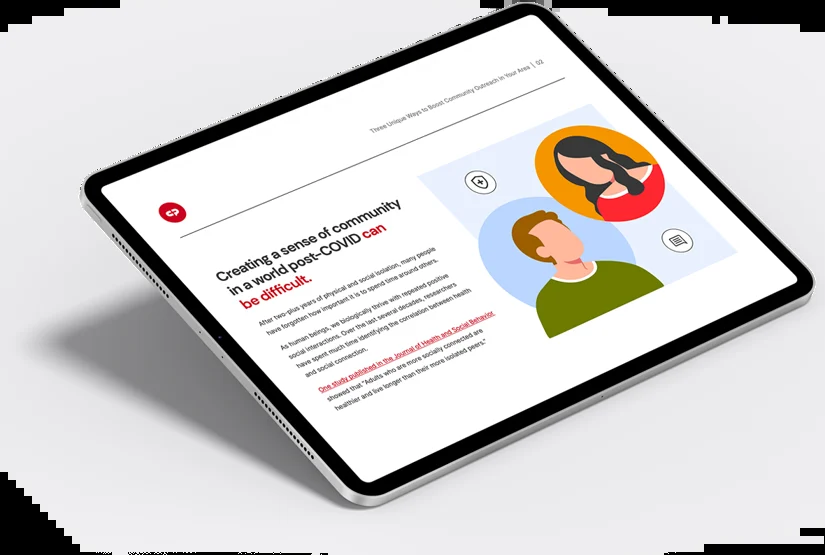 Three Unique Ways to Boost Community Outreach In Your Area | 02
CP
Creating a sense of community
in a world post-COVID can
be difficult.
After two-plus years of physical and social isolation, many people
have forgotten how important it is to spend time around others.
As human beings, we biologically thrive with repeated positive
social interactions. Over the last several decades, researchers
have spent much time identifying the correlation between health
and social connection.
One study published in the Journal of Health and Social Behavior
showed that "Adults who are more socially connected are
healthier and live longer than their more isolated peers."